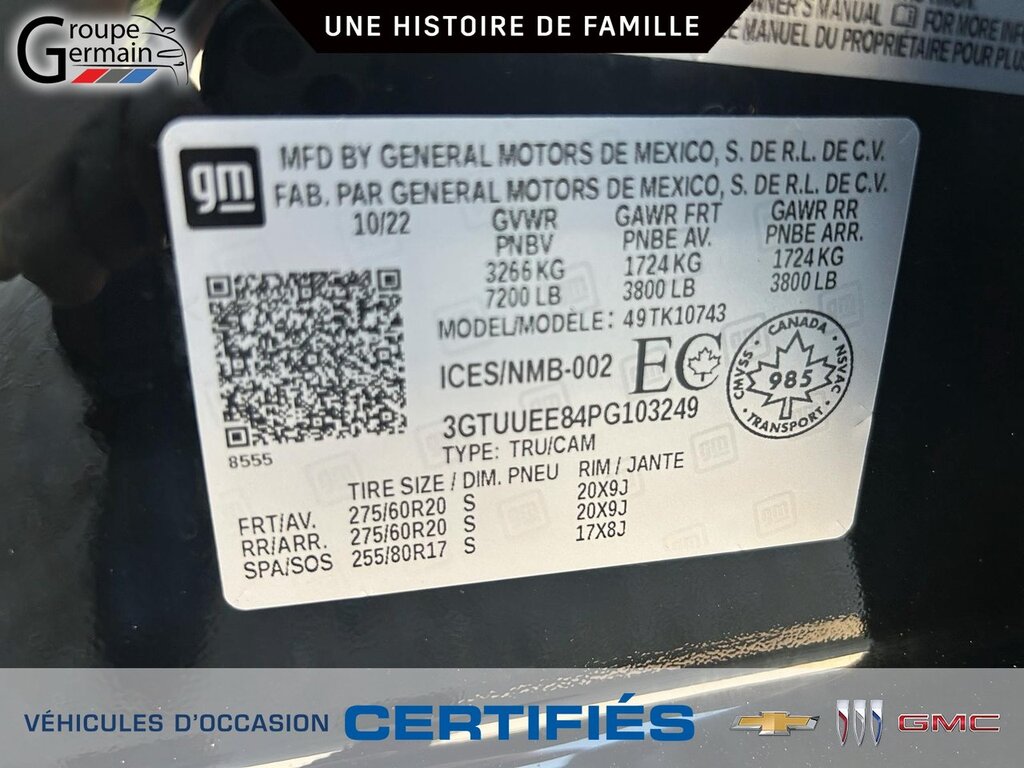 Groupe
Germain
UNE HISTOIRE DE FAMILLE
OWNER'S MANUAL FOR MORE
MANUEL DU PROPRIÉTAIRE POUR
gm
MFD BY GENERAL MOTORS DE MEXICO, S. DE R.L. DE C.V.
FAB. PAR GENERAL MOTORS DE MEXICO, S. DE R.L. DE C.V.
10/22 GVWR GAWR FRT GAWR RR
PNBV PNBE AV. PNBE ARR.
3266 KG 1724 KG 1724 KG
7200 LB 3800 LB 3800 LB
MODEL/MODÈLE: 49TK10743
ICES/NMB-002 EC
CANADA CMVSS NSVAC 985 TRANSPORT
3GTUUEE84PG103249
TYPE: TRU/CAM
8555
TIRE SIZE / DIM. PNEU RIM / JANTE
FRT/AV. 275/60R20 S 20X9J
RR/ARR. 275/60R20 S 20X9J
SPA/SOS 255/80R17 S 17X8J
VÉHICULES D'OCCASION CERTIFIÉS GMC